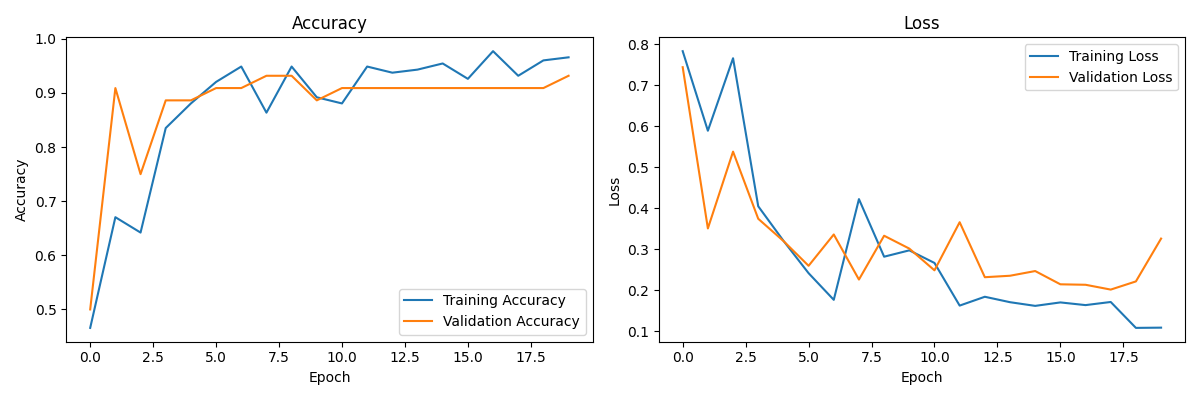 Accuracy
1.0
0.9
0.8
0.7
0.6
0.5
Accuracy
0.0 2.5 5.0 7.5 10.0 12.5 15.0 17.5
Epoch
Training Accuracy
Validation Accuracy
Loss
0.8
0.7
0.6
0.5
0.4
0.3
0.2
0.1
Loss
0.0 2.5 5.0 7.5 10.0 12.5 15.0 17.5
Epoch
Training Loss
Validation Loss